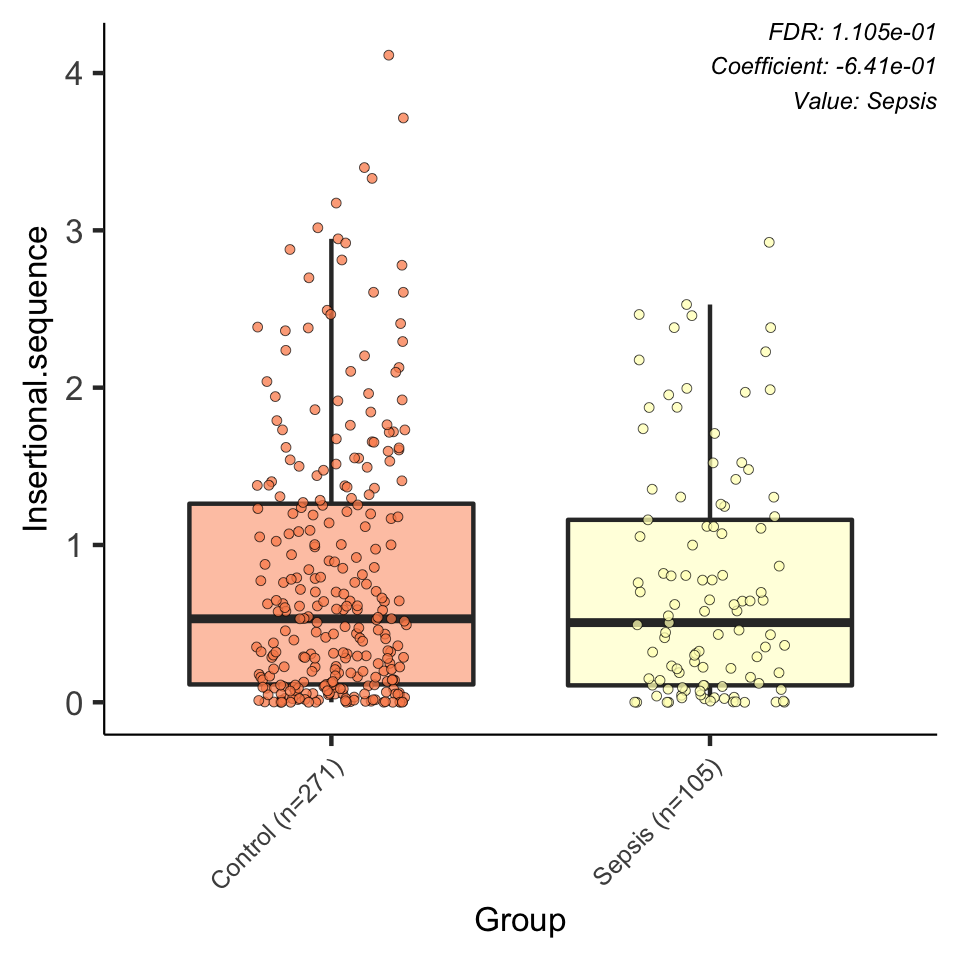 FDR: 1.105e-01
Coefficient: -6.41e-01
Value: Sepsis
Insertional.sequence
4
3
2
1
0
Control (n=271)
Sepsis (n=105)
Group